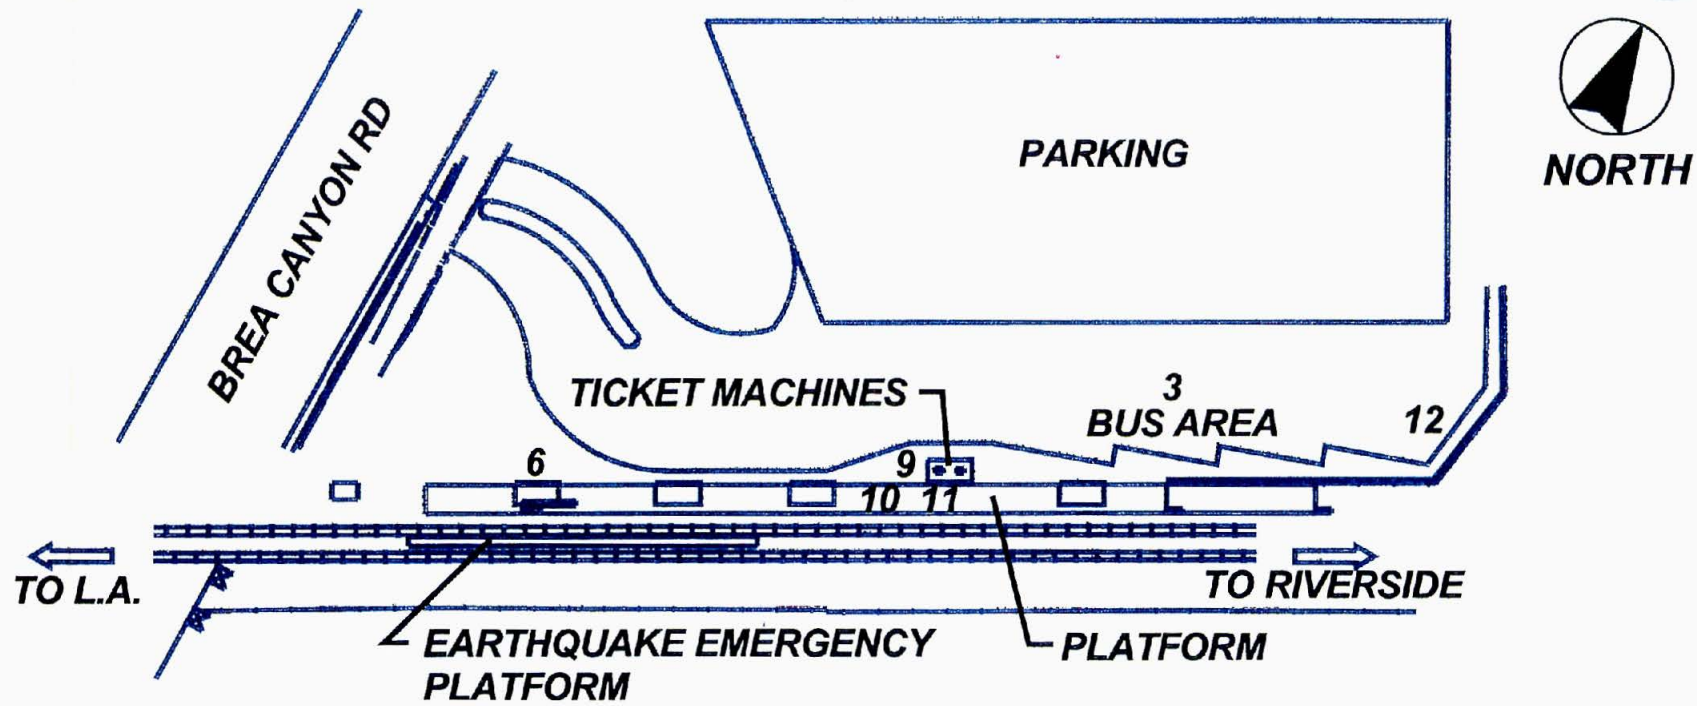 BREA CANYON RD
PARKING
NORTH
TICKET MACHINES
3
BUS AREA
12
6
9
10 11
TO L.A.
TO RIVERSIDE
EARTHQUAKE EMERGENCY
PLATFORM
PLATFORM